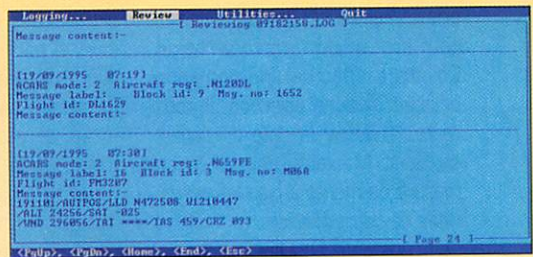 Logging... Review Utilities... Quit
[ Reviewing 09182158.LOG ]
Message content:-
[19/09/1995 07:19]
ACARS mode: 2 Aircraft reg: .N120DL
Message label: Block id: 9 Msg. no: 1652
Flight id: DL1629
Message content:-
[19/09/1995 07:30]
ACARS mode: 2 Aircraft reg: .N659FE
Message label: 16 Block id: 3 Msg. no: M06A
Flight id: FM3207
Message content:-
191101/AUTPOS/LLD N472508 W1210447
/ALT 24256/SAT -025
/WND 296056/TAI ****/TAS 459/CRZ 093
[ Page 24 ]
<PgUp>, <PgDn>, <Home>, <End>, <Esc>